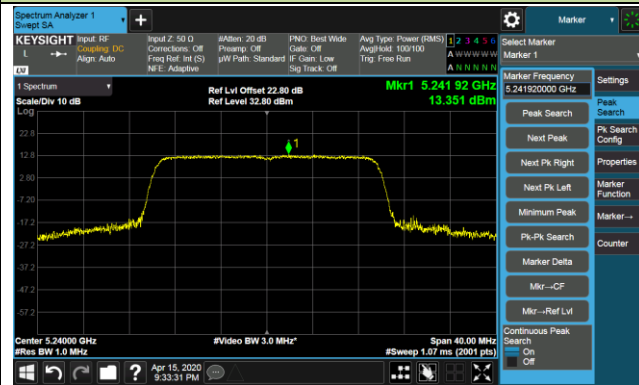 Spectrum Analyzer 1
Swept SA
Marker
KEYSIGHT
L
LXI
Input: RF
Coupling: DC
Align: Auto
Input Z: 50 Ω
Corrections: Off
Freq Ref: Int (S)
NFE: Adaptive
#Atten: 20 dB
Preamp: Off
µW Path: Standard
PNO: Best Wide
Gate: Off
IF Gain: Low
Sig Track: Off
Avg Type: Power (RMS)
Avg|Hold: 100/100
Trig: Free Run
1 2 3 4 5 6
A W W W W W
A N N N N N
Select Marker
Marker 1
1 Spectrum
Scale/Div 10 dB
Log
Ref Lvl Offset 22.80 dB
Ref Level 32.80 dBm
Mkr1 5.241 92 GHz
13.351 dBm
1
22.8
12.8
2.80
-7.20
-17.2
-27.2
-37.2
-47.2
-57.2
Center 5.24000 GHz
#Res BW 1.0 MHz
#Video BW 3.0 MHz*
Span 40.00 MHz
#Sweep 1.07 ms (2001 pts)
Marker Frequency
5.241920000 GHz
Peak Search
Next Peak
Next Pk Right
Next Pk Left
Minimum Peak
Pk-Pk Search
Marker Delta
Mkr→CF
Mkr→Ref Lvl
Continuous Peak
Search
On
Off
Settings
Peak
Search
Pk Search
Config
Properties
Marker
Function
Marker→
Counter
Apr 15, 2020
9:33:31 PM